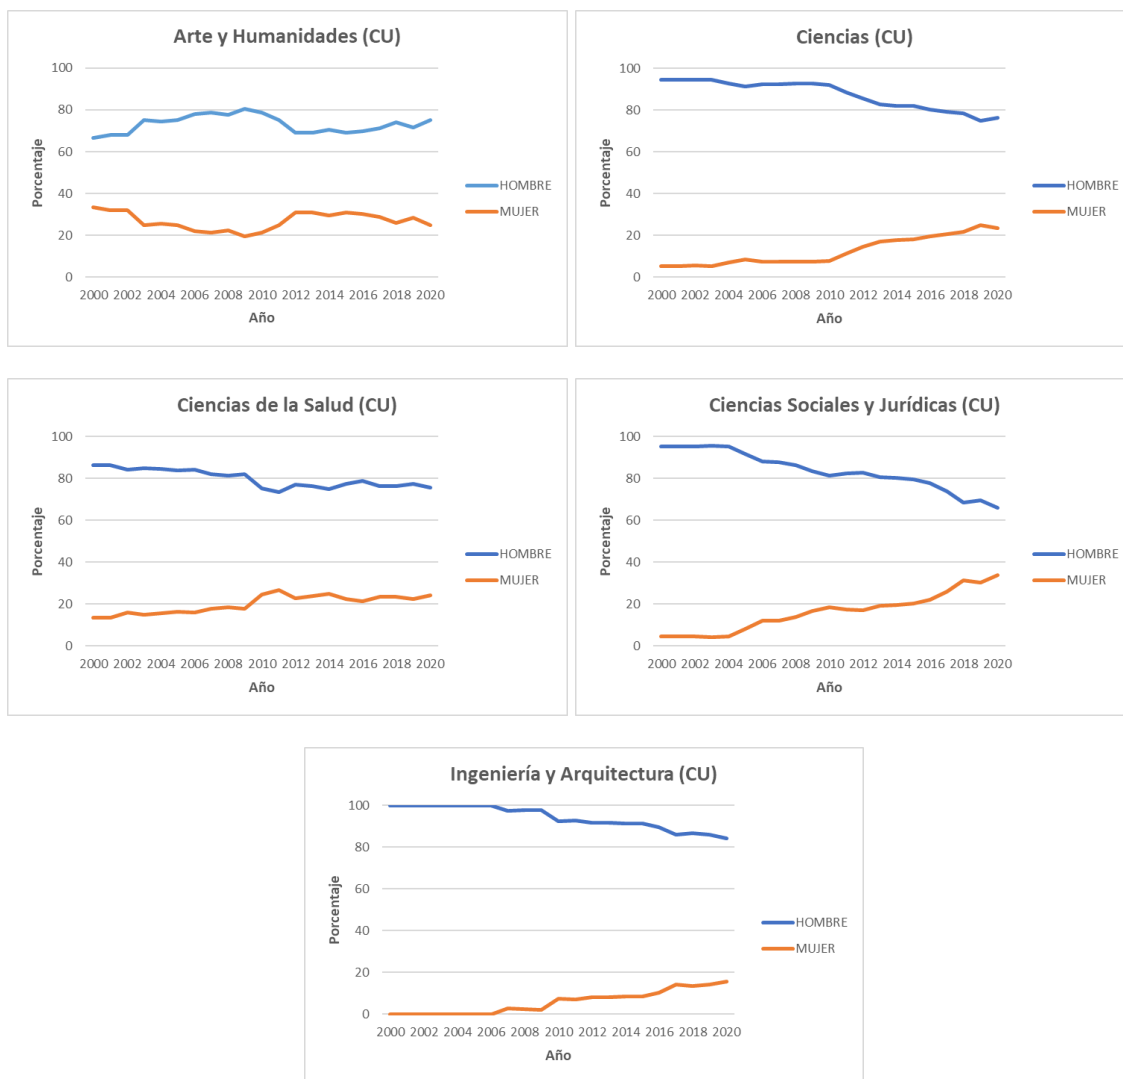 Arte y Humanidades (CU)
100
80
60
40
20
0
Porcentaje
2000 2002 2004 2006 2008 2010 2012 2014 2016 2018 2020
Año
HOMBRE
MUJER
Ciencias (CU)
100
80
60
40
20
0
Porcentaje
2000 2002 2004 2006 2008 2010 2012 2014 2016 2018 2020
Año
HOMBRE
MUJER
Ciencias de la Salud (CU)
100
80
60
40
20
0
Porcentaje
2000 2002 2004 2006 2008 2010 2012 2014 2016 2018 2020
Año
HOMBRE
MUJER
Ciencias Sociales y Jurídicas (CU)
100
80
60
40
20
0
Porcentaje
2000 2002 2004 2006 2008 2010 2012 2014 2016 2018 2020
Año
HOMBRE
MUJER
Ingeniería y Arquitectura (CU)
100
80
60
40
20
0
Porcentaje
2000 2002 2004 2006 2008 2010 2012 2014 2016 2018 2020
Año
HOMBRE
MUJER